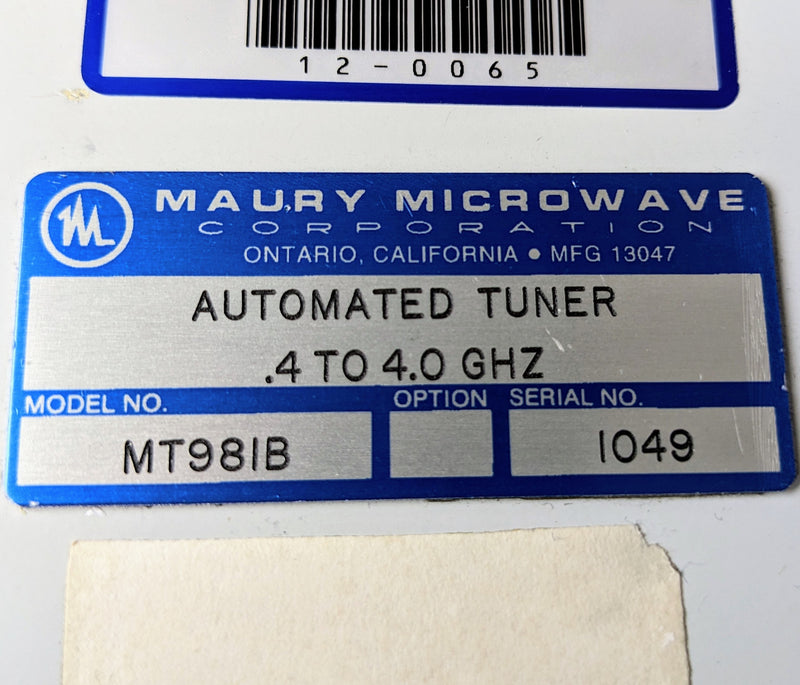 12-0065
MAURY MICROWAVE
CORPORATION
ONTARIO, CALIFORNIA • MFG 13047
AUTOMATED TUNER
.4 TO 4.0 GHZ
MODEL NO. OPTION SERIAL NO.
MT981B 1049